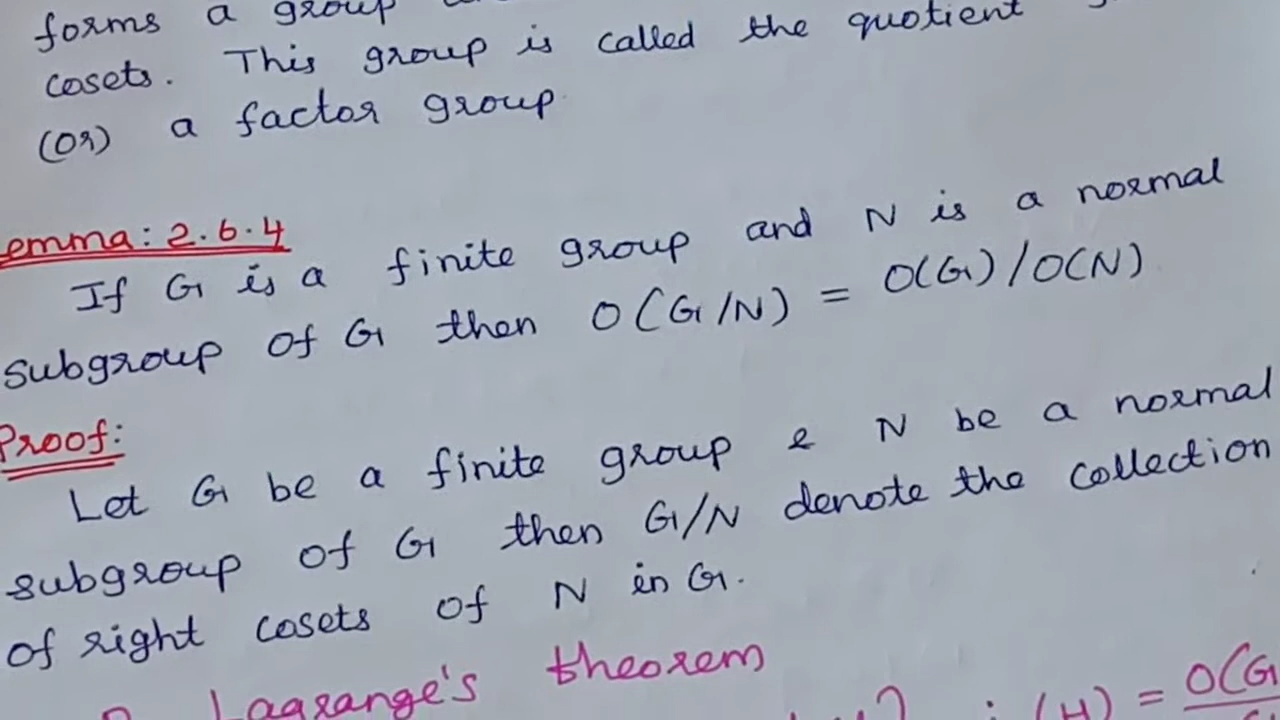 forms a group
cosets. This group is called the quotient
(or) a factor group
emma: 2.6.4
If G is a finite group and N is a normal
subgroup of G then O(G/N) = O(G)/O(N)
Proof:
Let G be a finite group & N be a normal
subgroup of G then G/N denote the collection
of right cosets of N in G.
Lagrange's theorem
i (H) = O(G